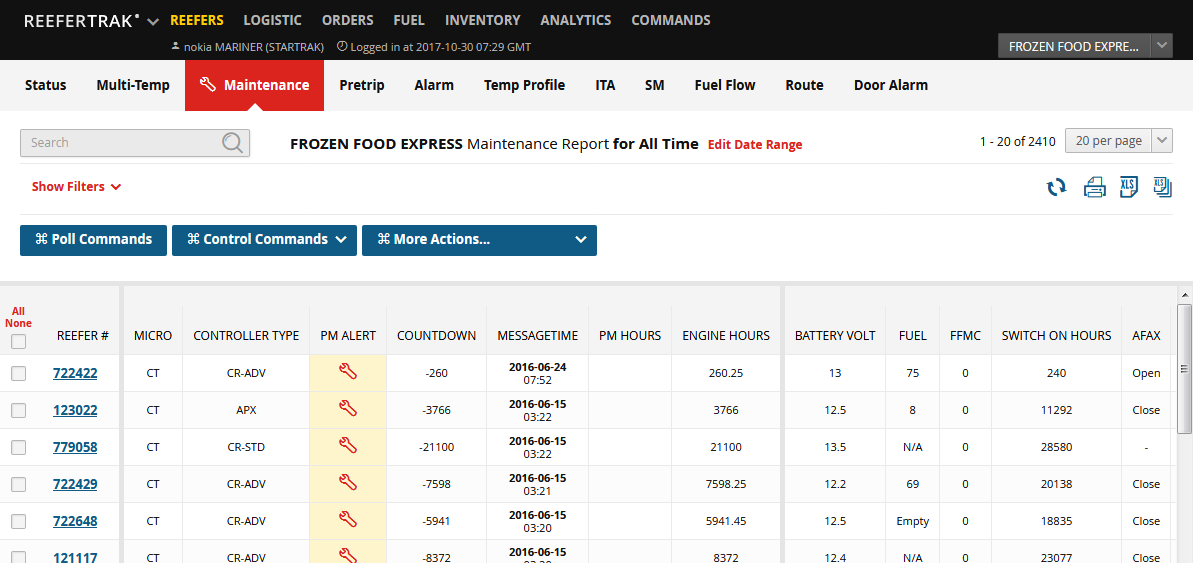 REEFERTRAK REEFERS LOGISTIC ORDERS FUEL INVENTORY ANALYTICS COMMANDS
nokia MARINER (STARTRAK) Logged in at 2017-10-30 07:29 GMT FROZEN FOOD EXPRE...
Status Multi-Temp Maintenance Pretrip Alarm Temp Profile ITA SM Fuel Flow Route Door Alarm
Search FROZEN FOOD EXPRESS Maintenance Report for All Time Edit Date Range 1 - 20 of 2410 20 per page
Show Filters XLS XLS
⌘ Poll Commands ⌘ Control Commands ⌘ More Actions...
All
None
REEFER # MICRO CONTROLLER TYPE PM ALERT COUNTDOWN MESSAGETIME PM HOURS ENGINE HOURS BATTERY VOLT FUEL FFMC SWITCH ON HOURS AFAX
722422 CT CR-ADV -260 2016-06-24 07:52 260.25 13 75 0 240 Open
123022 CT APX -3766 2016-06-15 03:22 3766 12.5 8 0 11292 Close
779058 CT CR-STD -21100 2016-06-15 03:22 21100 13.5 N/A 0 28580 -
722429 CT CR-ADV -7598 2016-06-15 03:21 7598.25 12.2 69 0 20138 Close
722648 CT CR-ADV -5941 2016-06-15 03:20 5941.45 12.5 Empty 0 18835 Close
121117 CT CR-ADV -8372 2016-06-15 8372 12.4 N/A 0 23077 Close